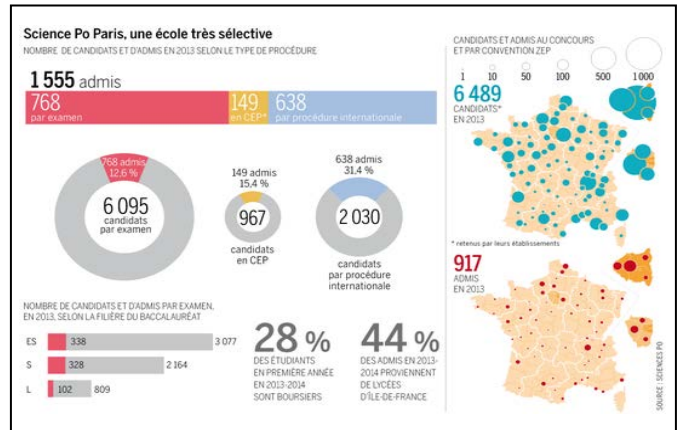 Science Po Paris, une école très sélective
NOMBRE DE CANDIDATS ET D'ADMIS EN 2013 SELON LE TYPE DE PROCÉDURE
1 555 admis
768
par examen
149
en CEP*
638
par procédure internationale
768 admis
12,6 %
6 095
candidats
par examen
149 admis
15,4 %
967
candidats
en CEP
638 admis
31,4 %
2 030
candidats
par procédure
internationale
NOMBRE DE CANDIDATS ET D'ADMIS PAR EXAMEN,
EN 2013, SELON LA FILIÈRE DU BACCALAURÉAT
ES 338 3 077
S 328 2 164
L 102 809
28 %
DES ÉTUDIANTS
EN PREMIÈRE ANNÉE
EN 2013-2014
SONT BOURSIERS
44 %
DES ADMIS EN 2013-
2014 PROVIENNENT
DE LYCÉES
D'ÎLE-DE-FRANCE
CANDIDATS ET ADMIS AU CONCOURS
ET PAR CONVENTION ZEP
1 10 50 100 500 1 000
6 489
CANDIDATS*
EN 2013
* retenus par leurs établissements
917
ADMIS
EN 2013
SOURCE : SCIENCES PO